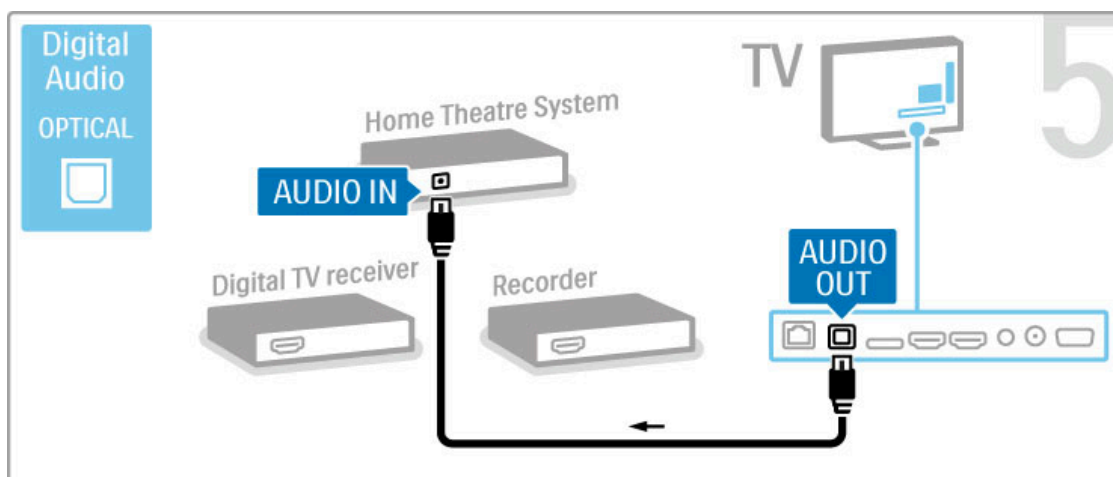 Digital
Audio
OPTICAL
TV
5
Home Theatre System
AUDIO IN
Digital TV receiver
Recorder
AUDIO
OUT